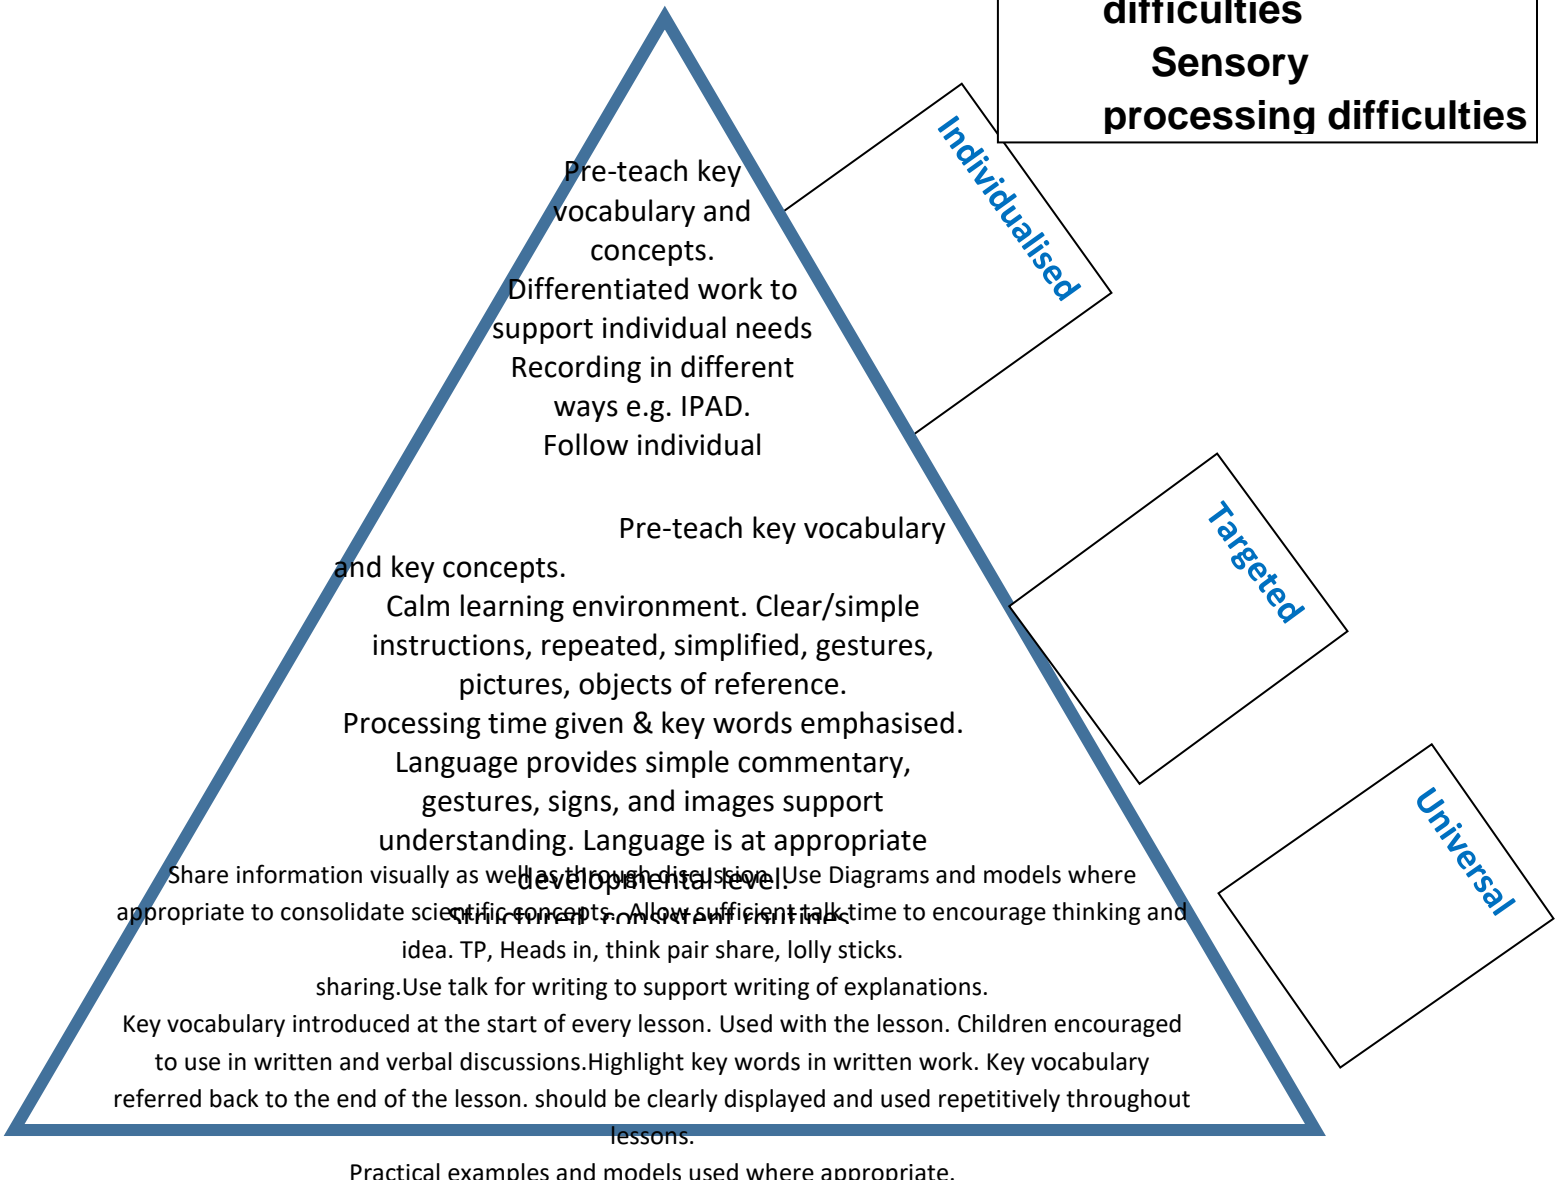 difficulties
Sensory
processing difficulties
Individualised
Pre-teach key
vocabulary and
concepts.
Differentiated work to
support individual needs
Recording in different
ways e.g. IPAD.
Follow individual
Targeted
Pre-teach key vocabulary
and key concepts.
Calm learning environment. Clear/simple
instructions, repeated, simplified, gestures,
pictures, objects of reference.
Processing time given & key words emphasised.
Language provides simple commentary,
gestures, signs, and images support
understanding. Language is at appropriate
developmental level.
Structured, consistent routines
Universal
Share information visually as well as through discussion. Use Diagrams and models where
appropriate to consolidate scientific concepts. Allow sufficient talk time to encourage thinking and
idea. TP, Heads in, think pair share, lolly sticks.
sharing.Use talk for writing to support writing of explanations.
Key vocabulary introduced at the start of every lesson. Used with the lesson. Children encouraged
to use in written and verbal discussions.Highlight key words in written work. Key vocabulary
referred back to the end of the lesson. should be clearly displayed and used repetitively throughout
lessons.
Practical examples and models used where appropriate.